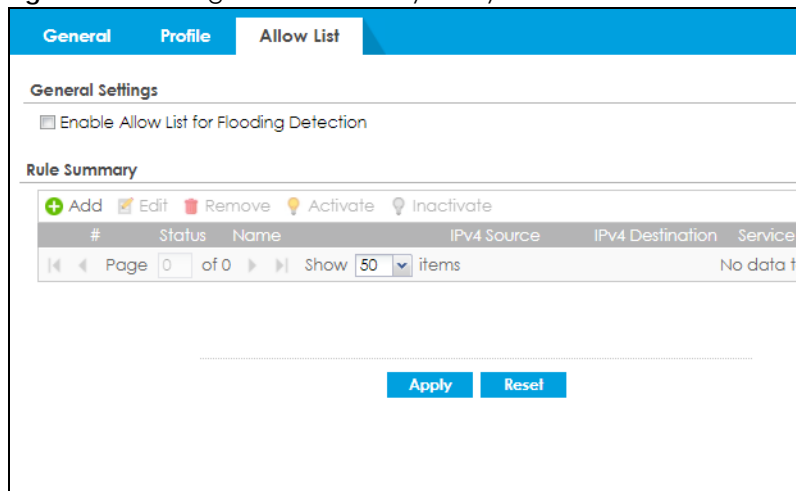 General Profile Allow List
General Settings
Enable Allow List for Flooding Detection
Rule Summary
Add Edit Remove Activate Inactivate
# Status Name IPv4 Source IPv4 Destination Service
Page 0 of 0 Show 50 items No data t
Apply Reset